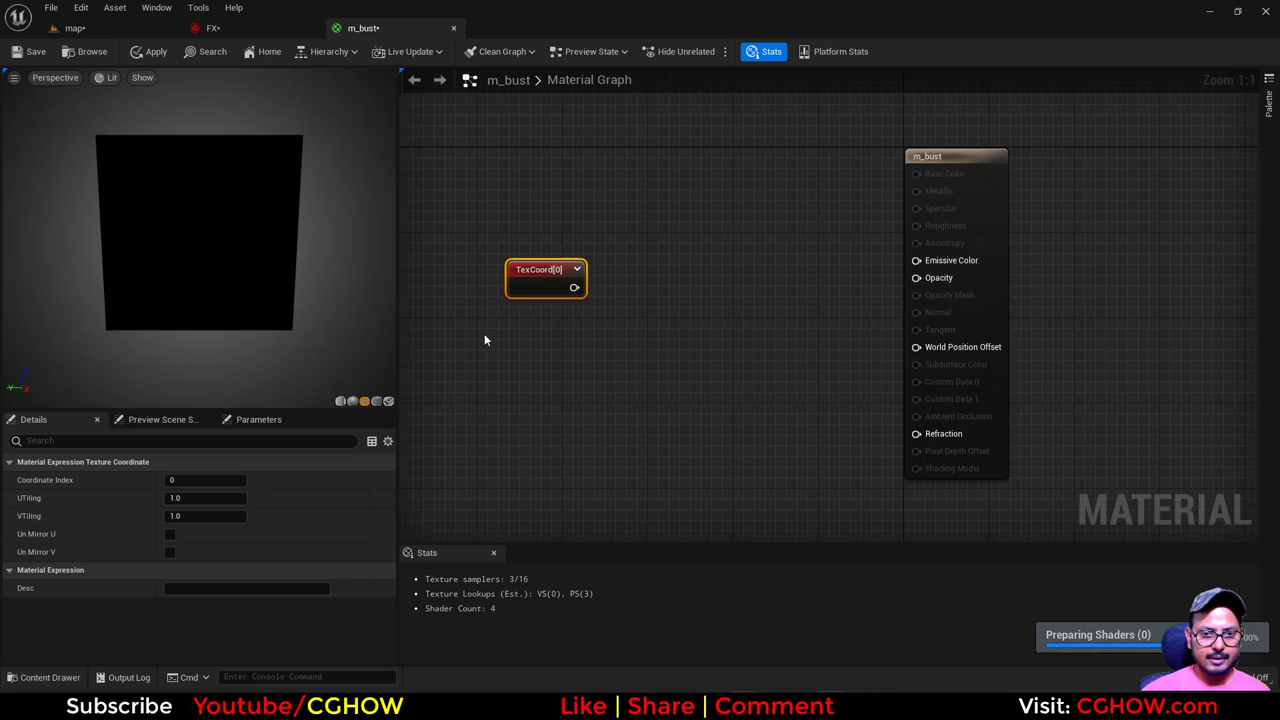 File Edit Asset Window Tools Help
map* FX* m_bust*
Save Browse Apply Search Home Hierarchy Live Update Clean Graph Preview State Hide Unrelated Stats Platform Stats
Perspective Lit Show
m_bust > Material Graph
Zoom 1:1
Palette
m_bust
Base Color
Metallic
Specular
Roughness
Anisotropy
Emissive Color
Opacity
Opacity Mask
Normal
Tangent
World Position Offset
Subsurface Color
Custom Data 0
Custom Data 1
Ambient Occlusion
Refraction
Pixel Depth Offset
Shading Model
TexCoord[0]
MATERIAL
Details Preview Scene S... Parameters
Search
Material Expression Texture Coordinate
Coordinate Index 0
UTiling 1.0
VTiling 1.0
Un Mirror U
Un Mirror V
Material Expression
Desc
Stats
Texture samplers: 3/16
Texture Lookups (Est.): VS(0), PS(3)
Shader Count: 4
Preparing Shaders (0) 00%
Content Drawer Output Log Cmd Enter Console Command Off
Subscribe Youtube/CGHOW Like | Share | Comment Visit: CGHOW.com